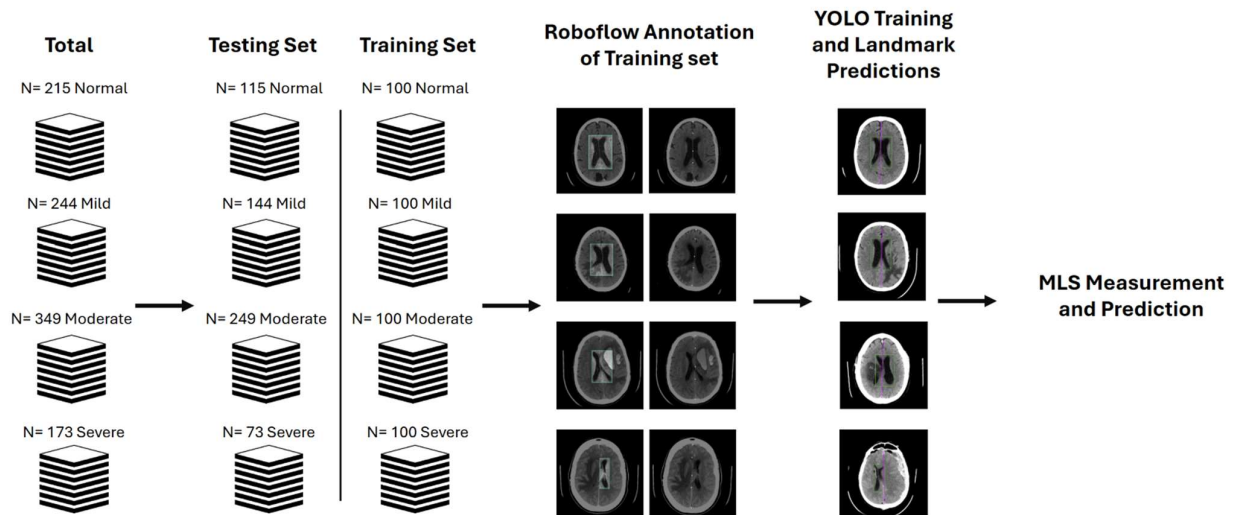 Total
Testing Set
Training Set
Roboflow Annotation
of Training set
YOLO Training
and Landmark
Predictions
N= 215 Normal
N= 115 Normal
N= 100 Normal
N= 244 Mild
N= 144 Mild
N= 100 Mild
N= 349 Moderate
N= 249 Moderate
N= 100 Moderate
N= 173 Severe
N= 73 Severe
N= 100 Severe
MLS Measurement
and Prediction